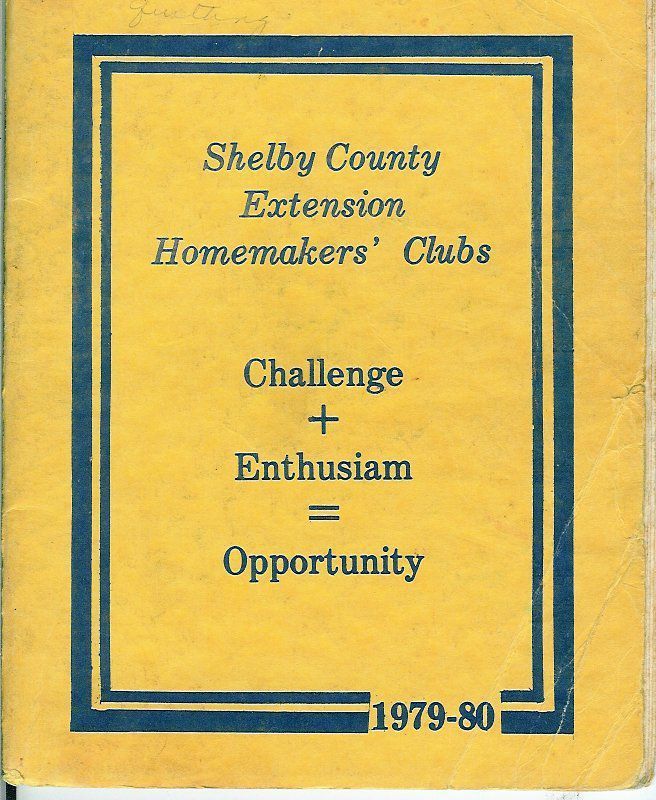 Shelby County
Extension
Homemakers' Clubs
Challenge
+
Enthusiam
=
Opportunity
1979-80